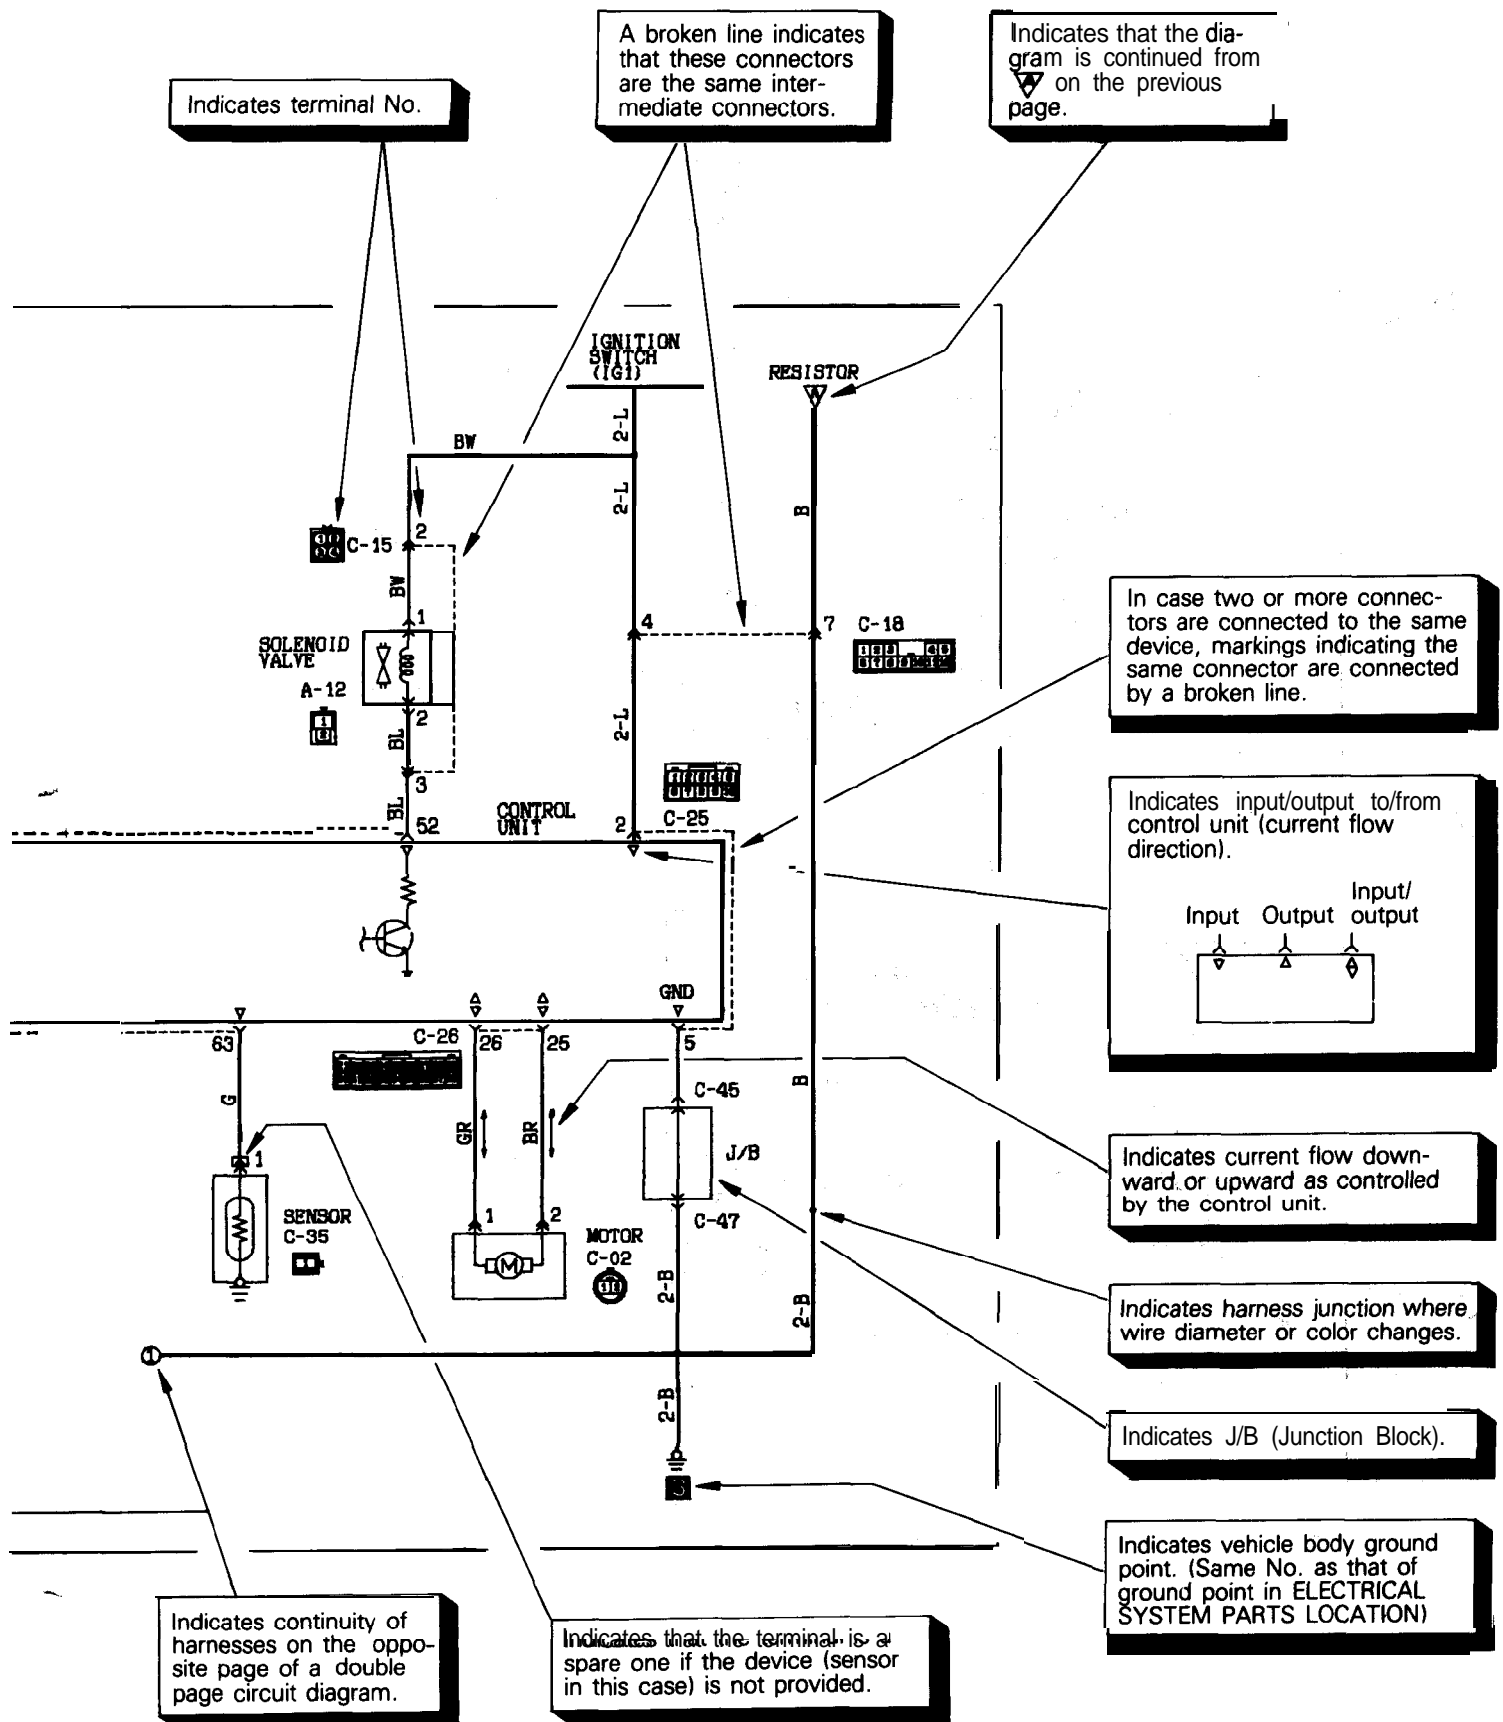 A broken line indicates
that these connectors
are the same inter-
mediate connectors.
Indicates that the dia-
gram is continued from
A on the previous
page.
Indicates terminal No.
IGNITION
SWITCH
(IG1)
RESISTOR
2-L
BW
2-L
B
2
C-15
BW
1
4
7
C-18
SOLENOID
VALVE
A-12
1
2
2
BL
2-L
3
BL
52
CONTROL
UNIT
2
C-25
In case two or more connec-
tors are connected to the same
device, markings indicating the
same connector are connected
by a broken line.
Indicates input/output to/from
control unit (current flow
direction).
Input Output Input/
output
GND
63
C-26
26
25
5
G
GR
BR
C-45
B
J/B
C-47
1
SENSOR
C-35
1
1
2
M
MOTOR
C-02
1 2
2-B
2-B
Indicates current flow down-
ward or upward as controlled
by the control unit.
Indicates harness junction where
wire diameter or color changes.
1
2-B
Indicates J/B (Junction Block).
Indicates vehicle body ground
point. (Same No. as that of
ground point in ELECTRICAL
SYSTEM PARTS LOCATION)
Indicates continuity of
harnesses on the oppo-
site page of a double
page circuit diagram.
Indicates that the terminal is a
spare one if the device (sensor
in this case) is not provided.